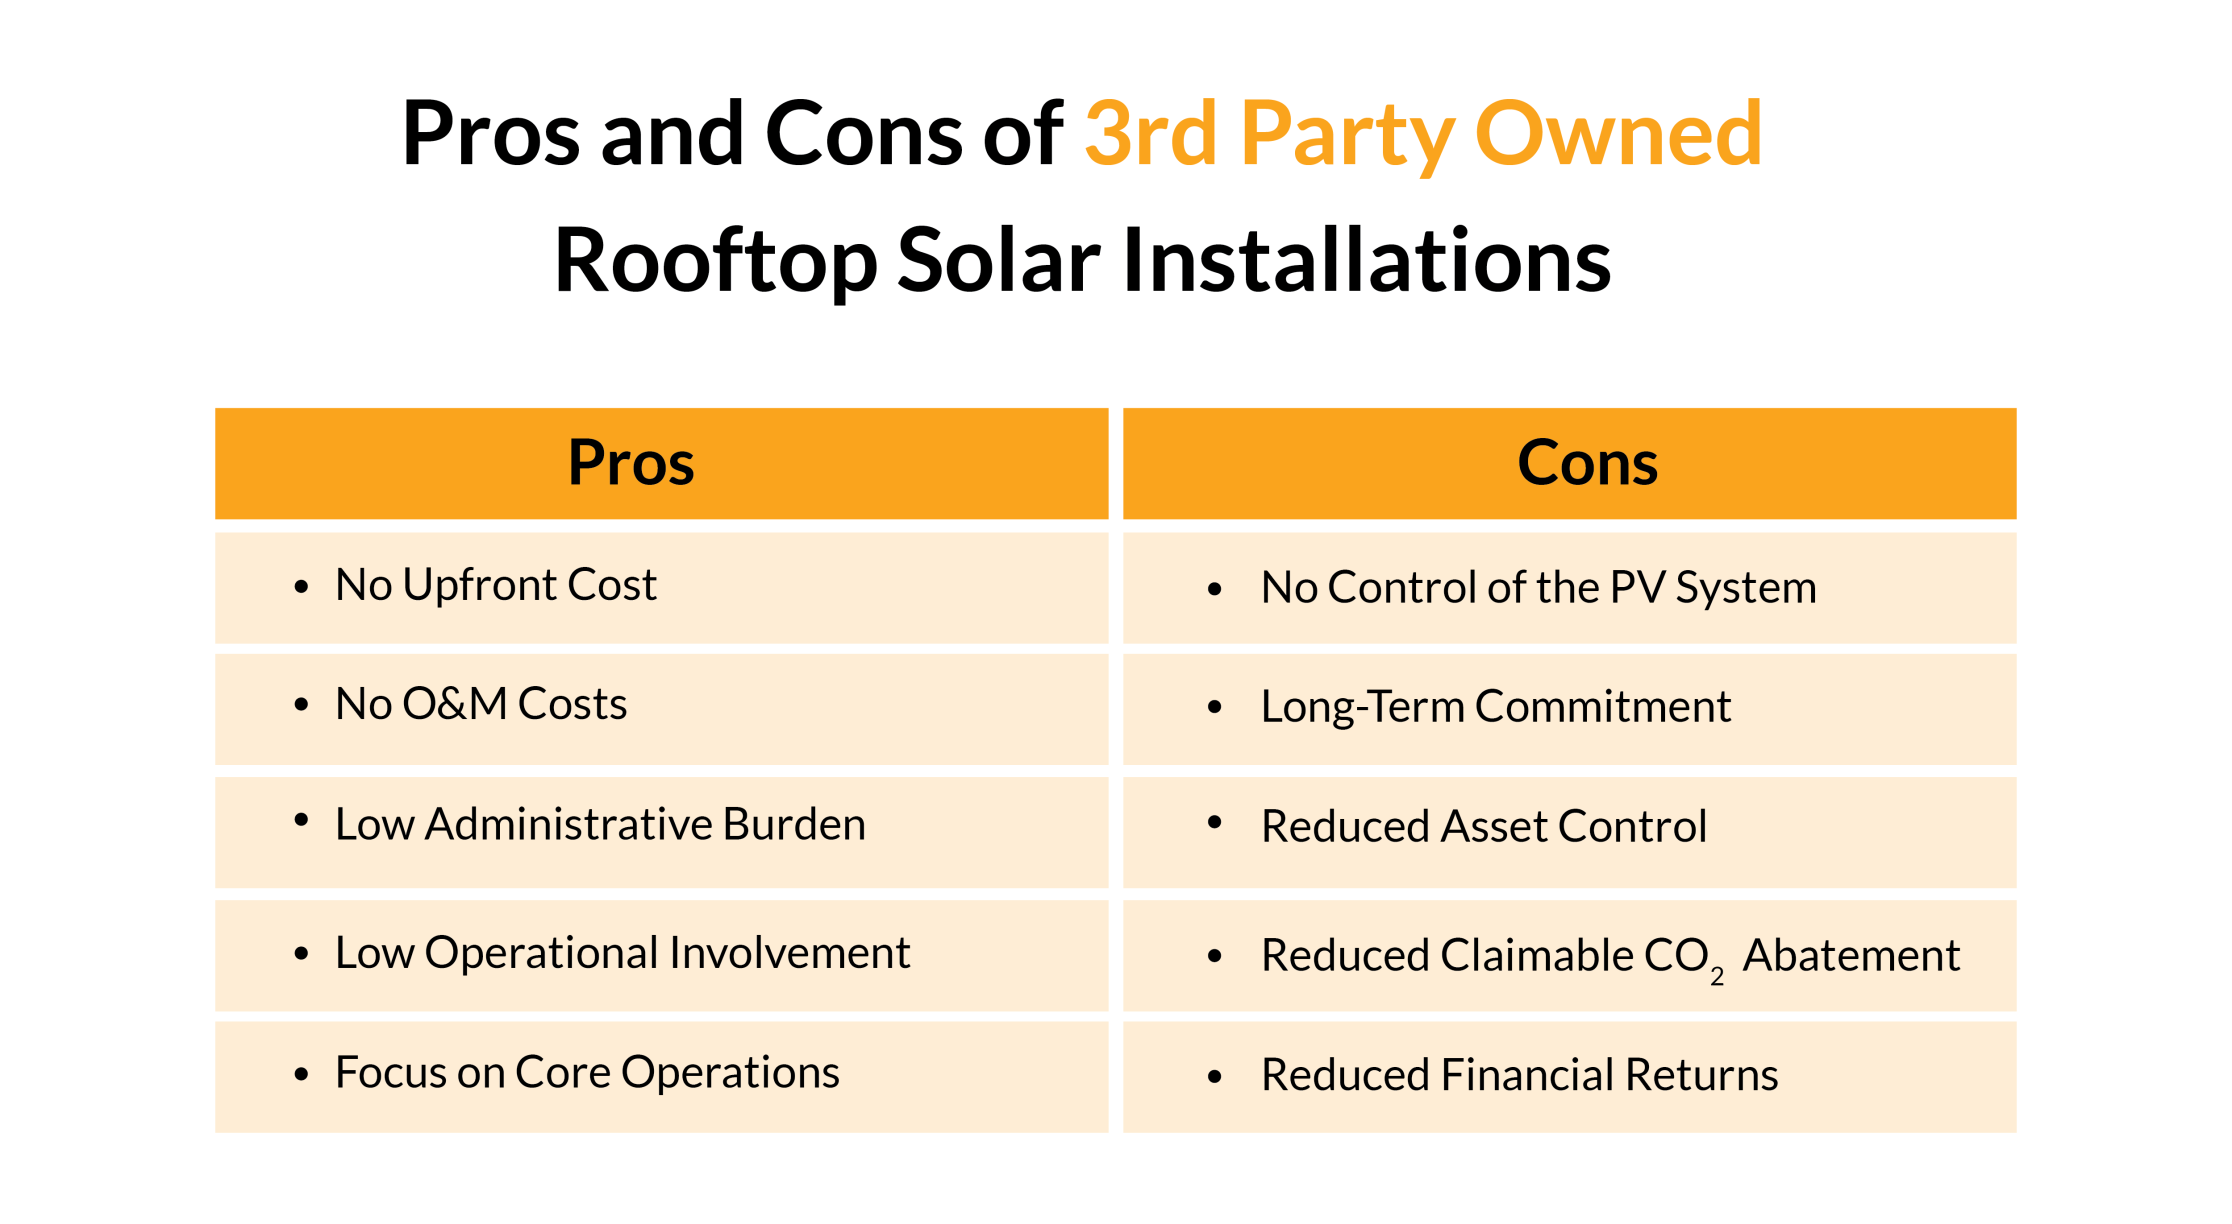 Pros and Cons of 3rd Party Owned
Rooftop Solar Installations
Pros
Cons
• No Upfront Cost
• No Control of the PV System
• No O&M Costs
• Long-Term Commitment
• Low Administrative Burden
• Reduced Asset Control
• Low Operational Involvement
• Reduced Claimable CO₂ Abatement
• Focus on Core Operations
• Reduced Financial Returns